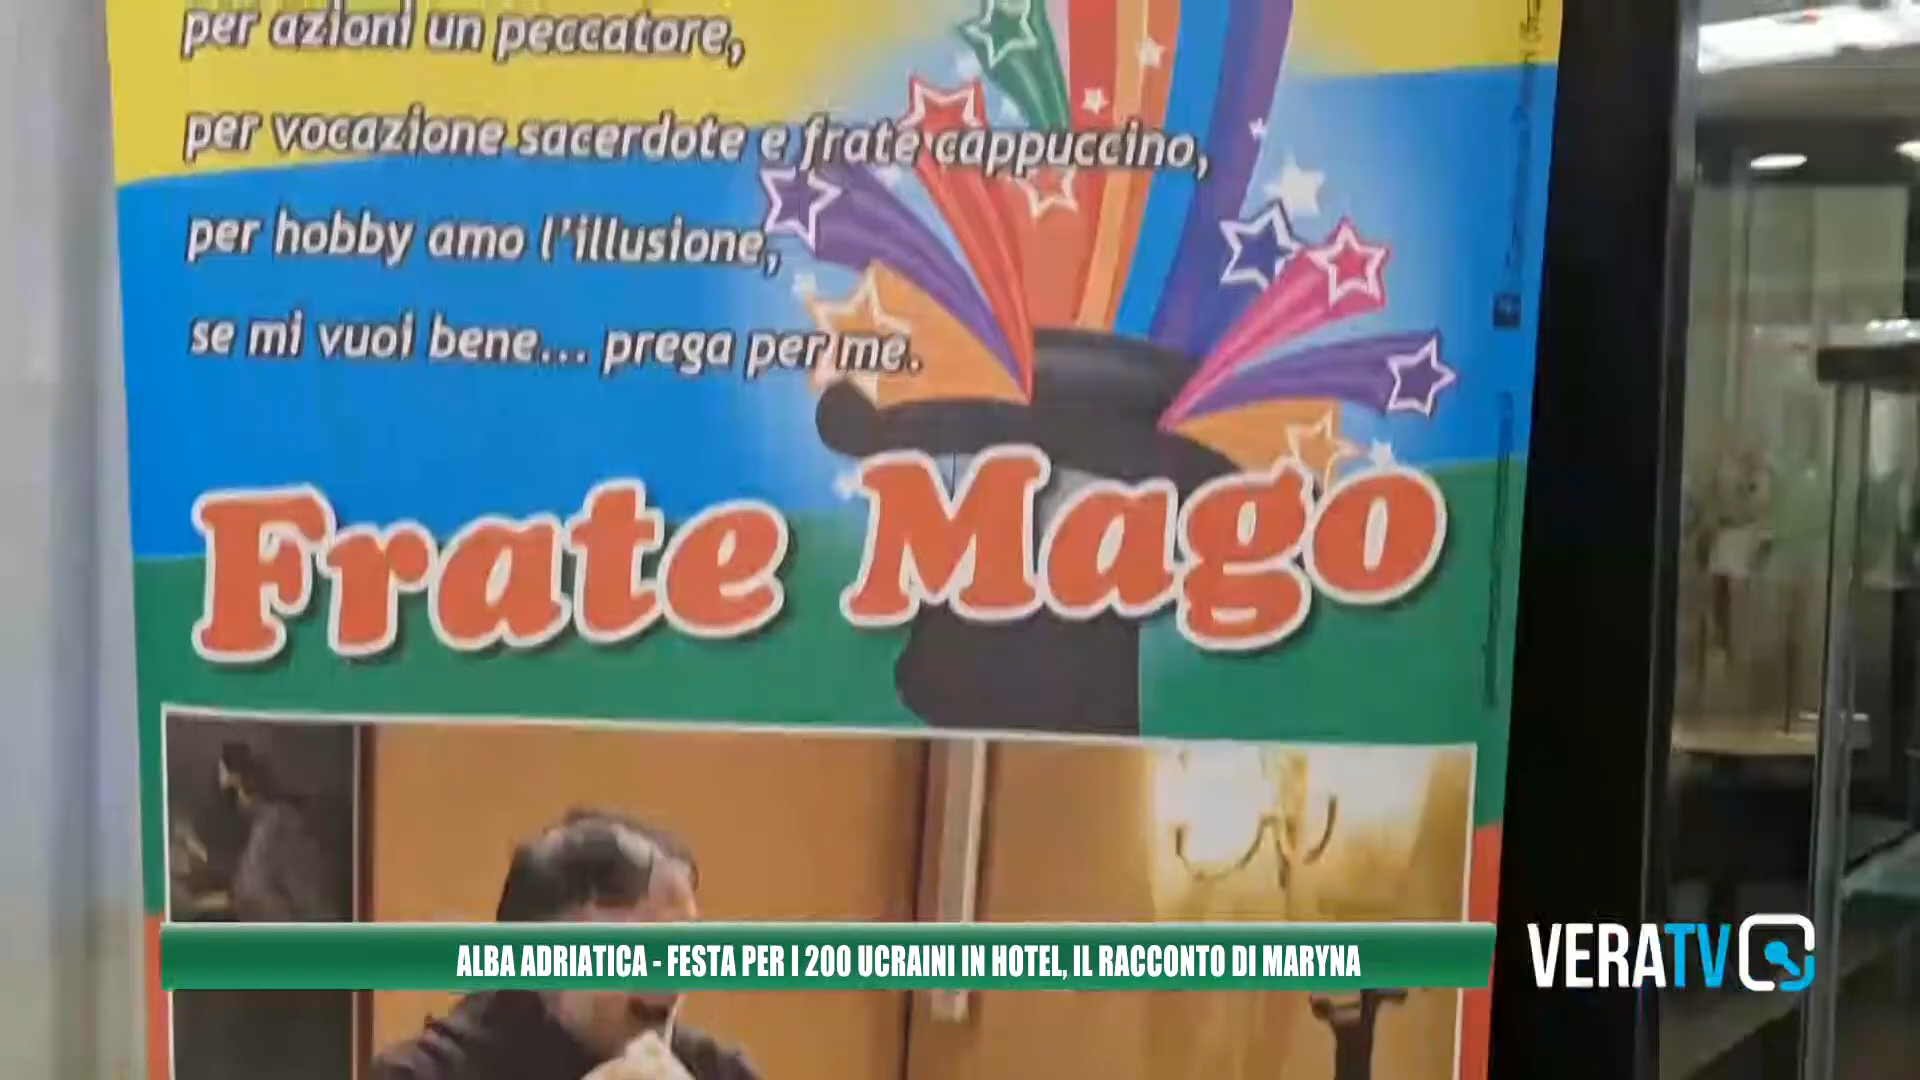 per azioni un peccatore,
per vocazione sacerdote e frate cappuccino,
per hobby amo l'illusione,
se mi vuoi bene... prega per me.
Frate Mago
ALBA ADRIATICA - FESTA PER I 200 UCRAINI IN HOTEL, IL RACCONTO DI MARYNA
VERATV